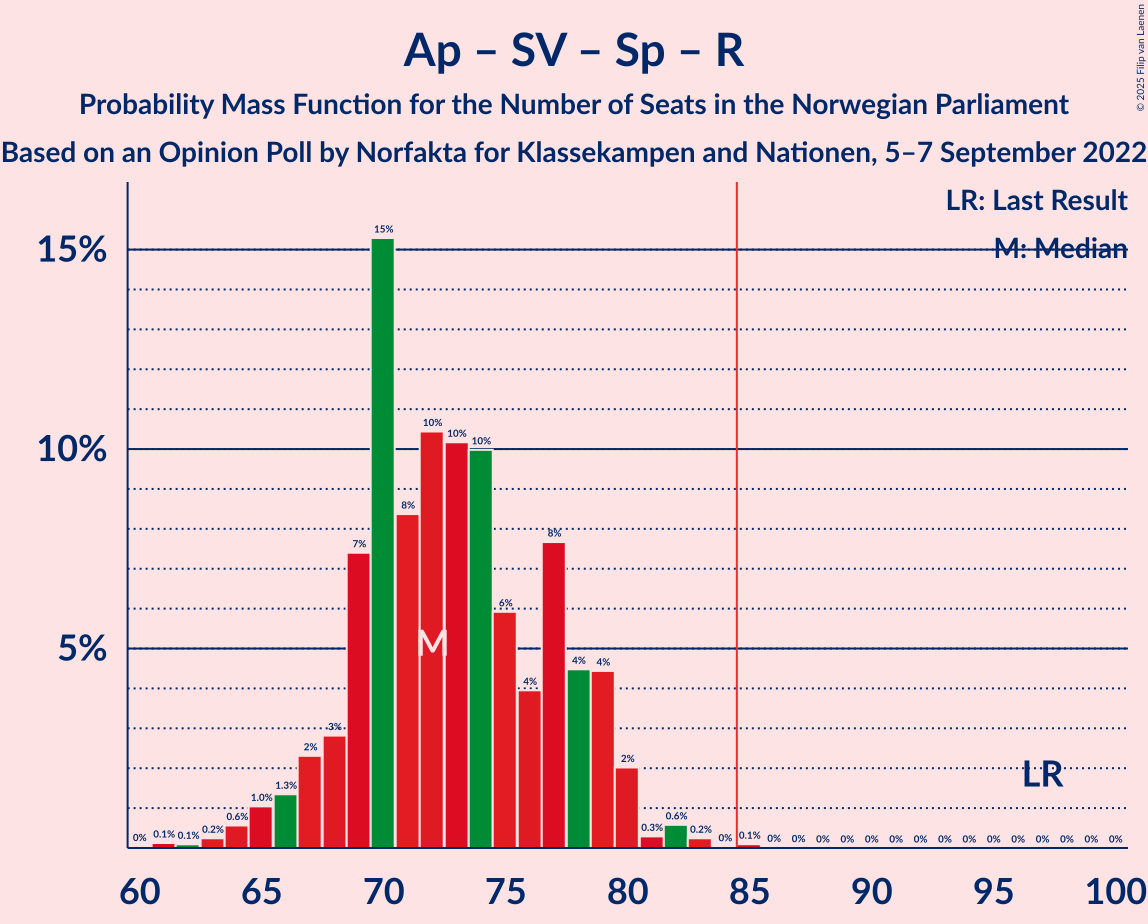 Ap – SV – Sp – R
Probability Mass Function for the Number of Seats in the Norwegian Parliament
Based on an Opinion Poll by Norfakta for Klassekampen and Nationen, 5–7 September 2022
© 2025 Filip van Laenen
LR: Last Result
M: Median
15%
10%
5%
0% 0.1% 0.1% 0.2% 0.6% 1.0% 1.3% 2% 3% 7% 15% 8% 10% 10% 10% 6% 4% 8% 4% 4% 2% 0.3% 0.6% 0.2% 0% 0.1% 0% 0% 0% 0% 0% 0% 0% 0% 0% 0% 0% 0% 0% 0% 0%
M
LR
60 65 70 75 80 85 90 95 100